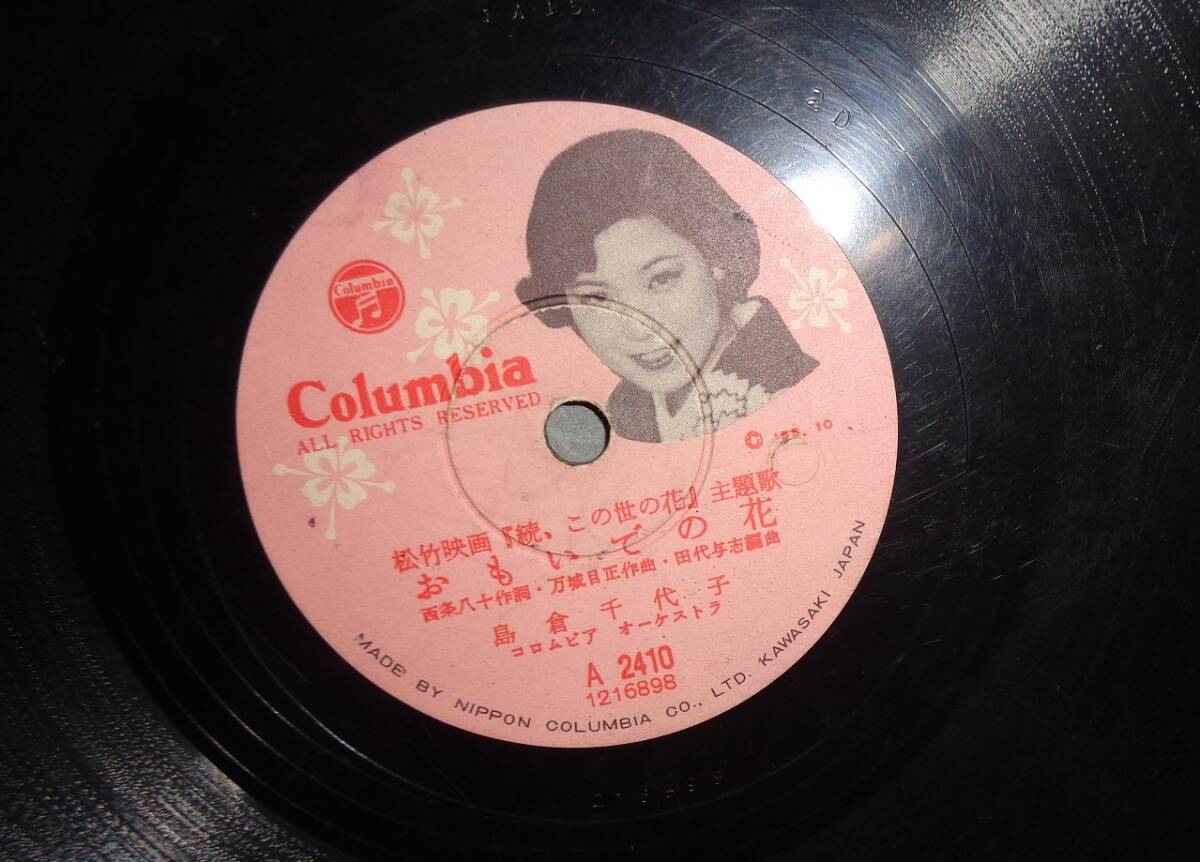 2D
Columbia
Columbia
ALL RIGHTS RESERVED
'55. 10
松竹映画『続、この世の花』主題歌
おもいでの花
西条八十作詞・万城目正作曲・田代与志編曲
島倉千代子
コロムビア オーケストラ
A 2410
1216898
MADE BY NIPPON COLUMBIA CO., LTD. KAWASAKI JAPAN